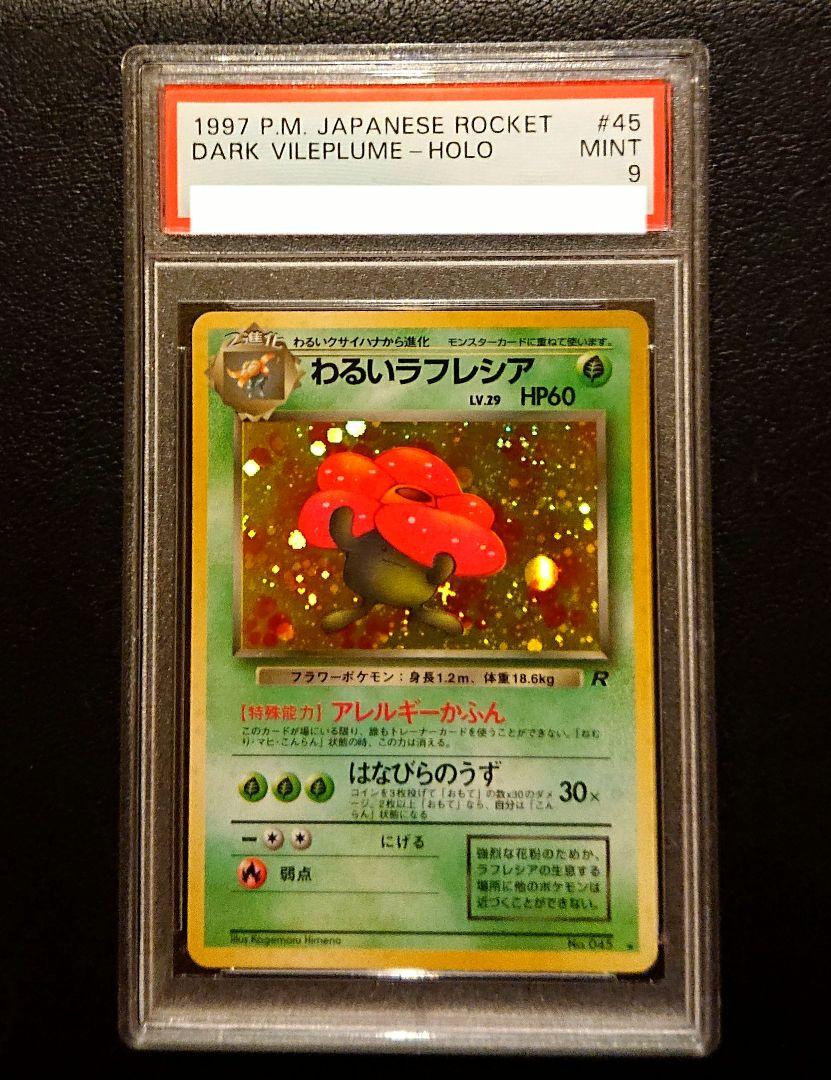 1997 P.M. JAPANESE ROCKET #45
DARK VILEPLUME-HOLO MINT
9
2進化 わるいクサイハナから進化 モンスターカードに重ねて使います。
わるいラフレシア
LV.29 HP60
フラワーポケモン:身長1.2m、体重18.6kg R
【特殊能力】アレルギーかふん
このカードが場にいる限り、誰もトレーナーカードを使うことができない。「ねむ
り・マヒ・こんらん」状態の時、この力は消える。
はなびらのうず
コインを3枚投げて「おもて」の数x30のダメ
ージ。2枚以上「おもて」なら、自分は「こん
らん」状態になる
30×
ー にげる
弱点
強烈な花粉のためか、
ラフレシアの生息する
場所に他のポケモンは
近づくことができない。
Illus Kagemaru Himeno No. 045